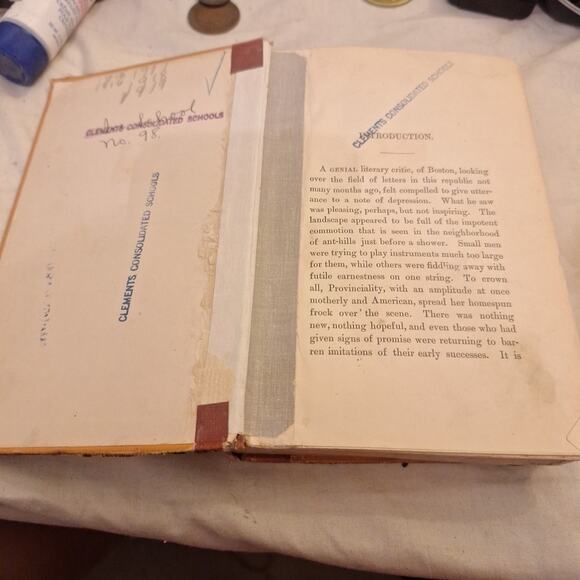 School
CLEMENTS CONSOLIDATED SCHOOLS
No. 98.
CLEMENTS CONSOLIDATED SCHOOLS
CLEMENTS CONSOLIDATED SCHOOLS
INTRODUCTION.
A GENIAL literary critic, of Boston, looking
over the field of letters in this republic not
many months ago, felt compelled to give utter-
ance to a note of depression. What he saw
was pleasing, perhaps, but not inspiring. The
landscape appeared to be full of the impotent
commotion that is seen in the neighborhood
of ant-hills just before a shower. Small men
were trying to play instruments much too large
for them, while others were fiddling away with
futile earnestness on one string. To crown
all, Provinciality, with an amplitude at once
motherly and American, spread her homespun
frock over the scene. There was nothing
new, nothing hopeful, and even those who had
given signs of promise were returning to bar-
ren imitations of their early successes. It is